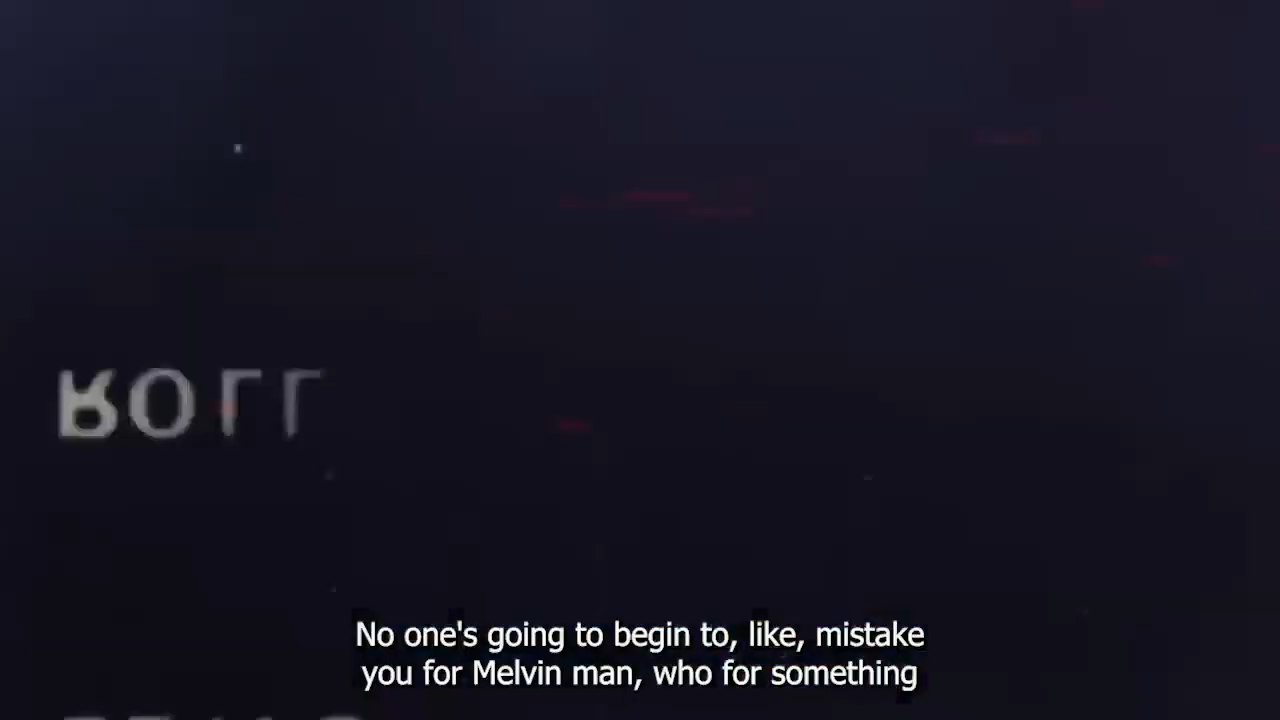 ROLL
No one's going to begin to, like, mistake
you for Melvin man, who for something